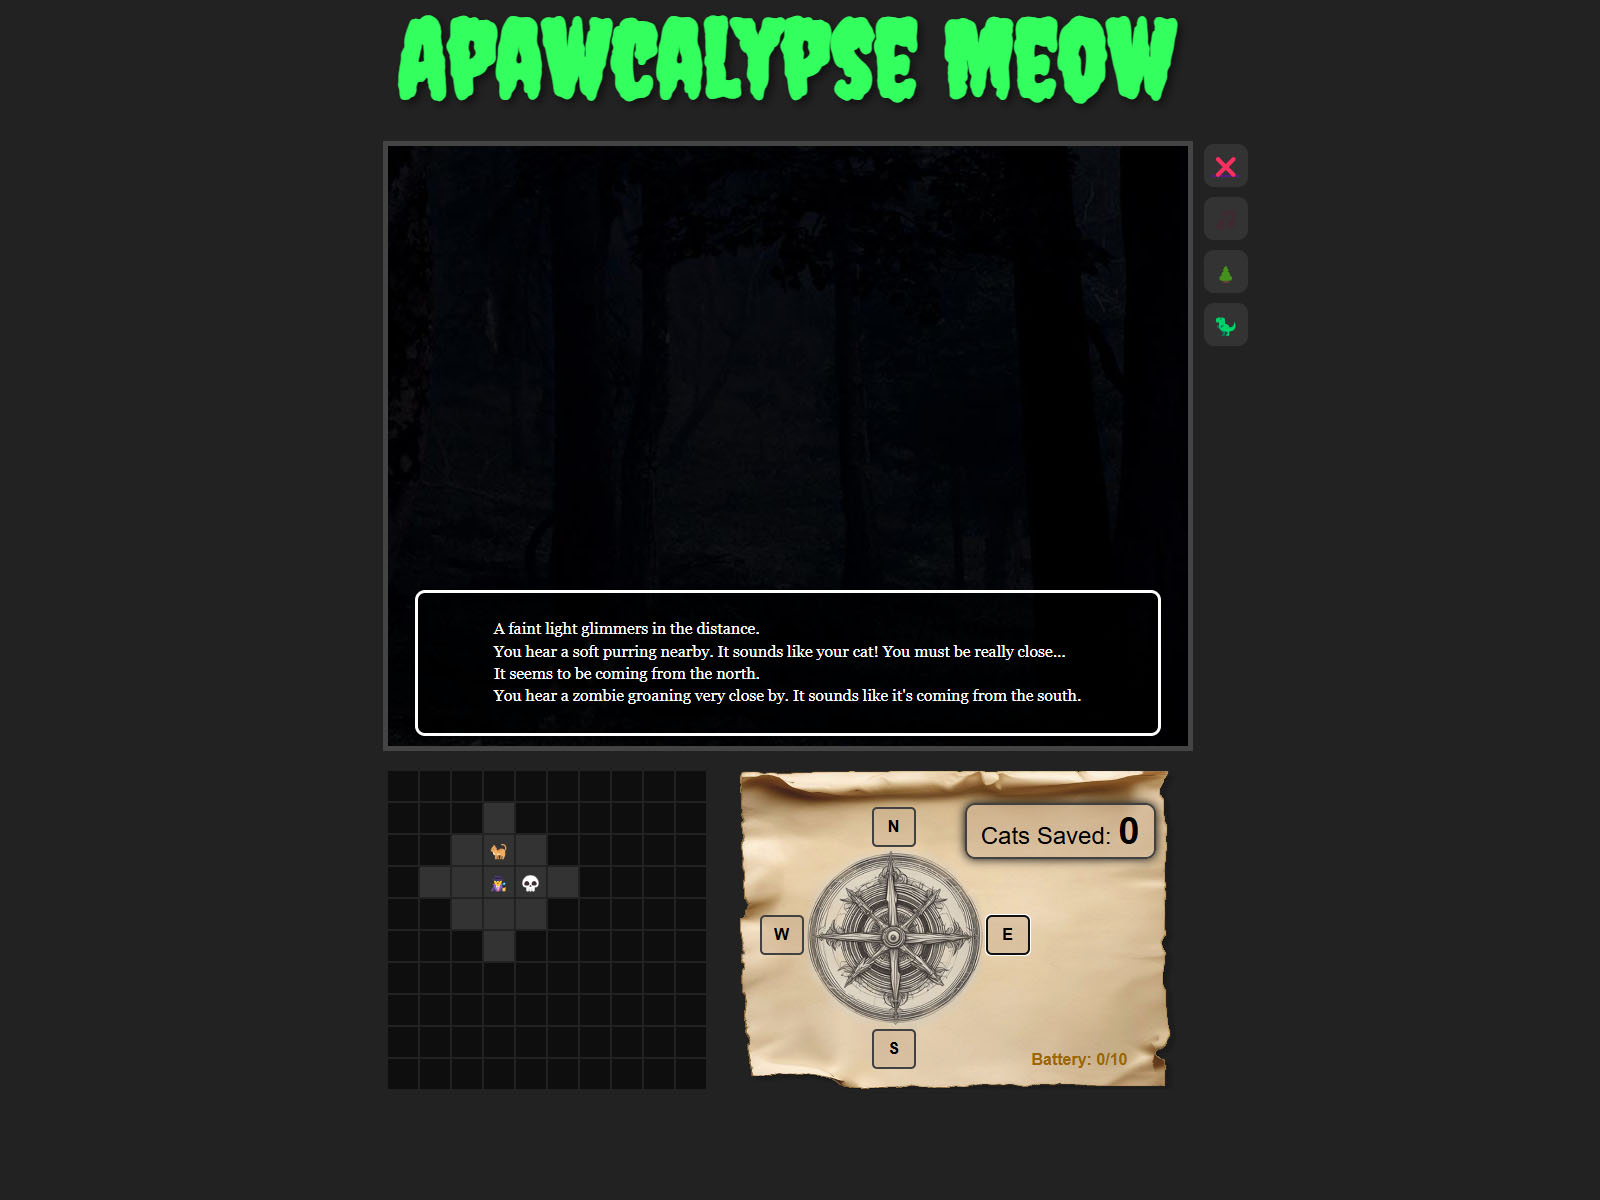 APAWCALYPSE MEOW
A faint light glimmers in the distance.
You hear a soft purring nearby. It sounds like your cat! You must be really close...
It seems to be coming from the north.
You hear a zombie groaning very close by. It sounds like it's coming from the south.
N
Cats Saved: 0
W
E
S
Battery: 0/10